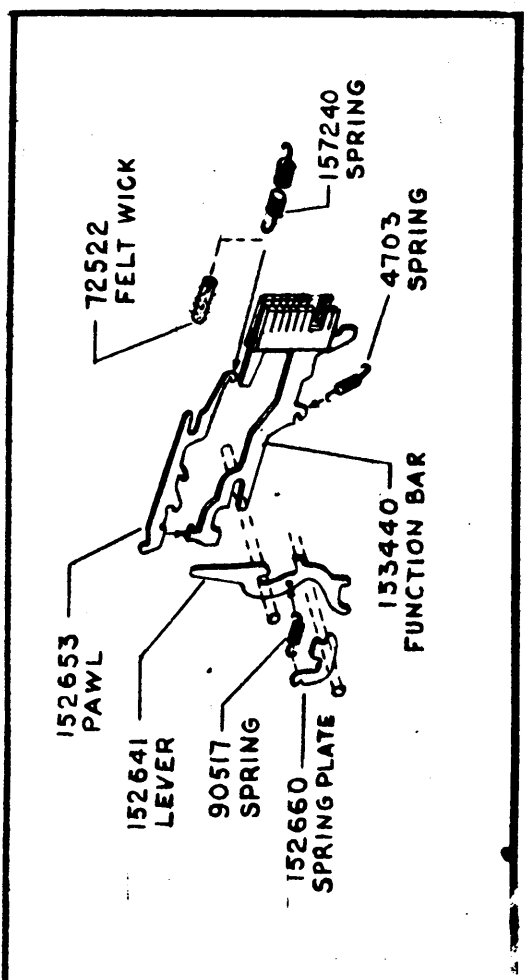 152653
PAWL
72522
FELT WICK
157240
SPRING
152641
LEVER
90517
SPRING
152660
SPRING PLATE
153440
FUNCTION BAR
4703
SPRING